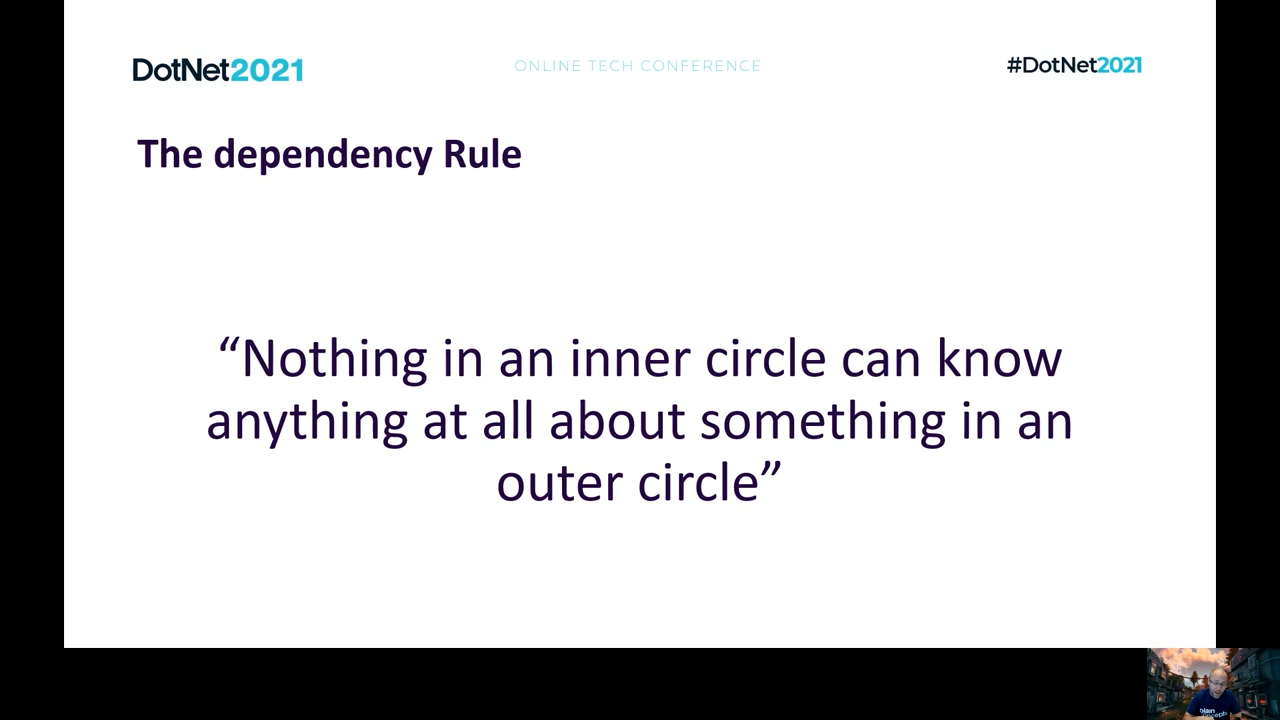 DotNet2021
ONLINE TECH CONFERENCE
#DotNet2021
The dependency Rule
“Nothing in an inner circle can know
anything at all about something in an
outer circle”
plain